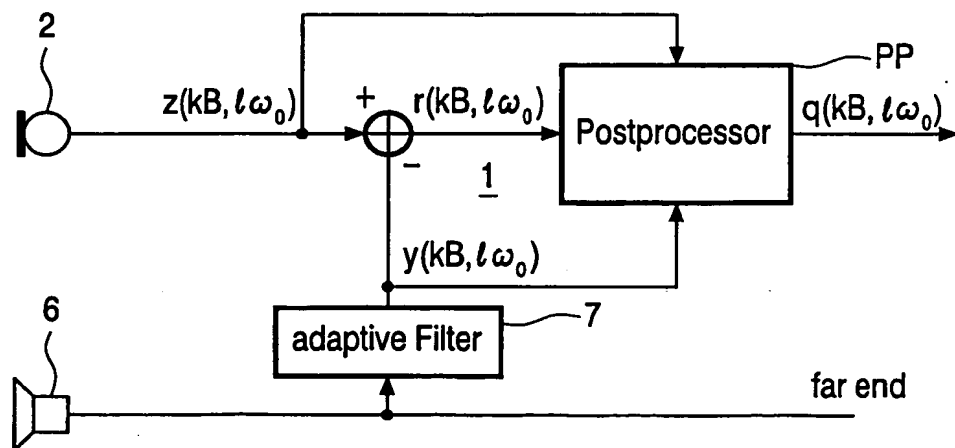 2
PP
z(kB, ℓω₀)
+
r(kB, ℓω₀)
Postprocessor
q(kB, ℓω₀)
-
1
y(kB, ℓω₀)
6
7
adaptive Filter
far end